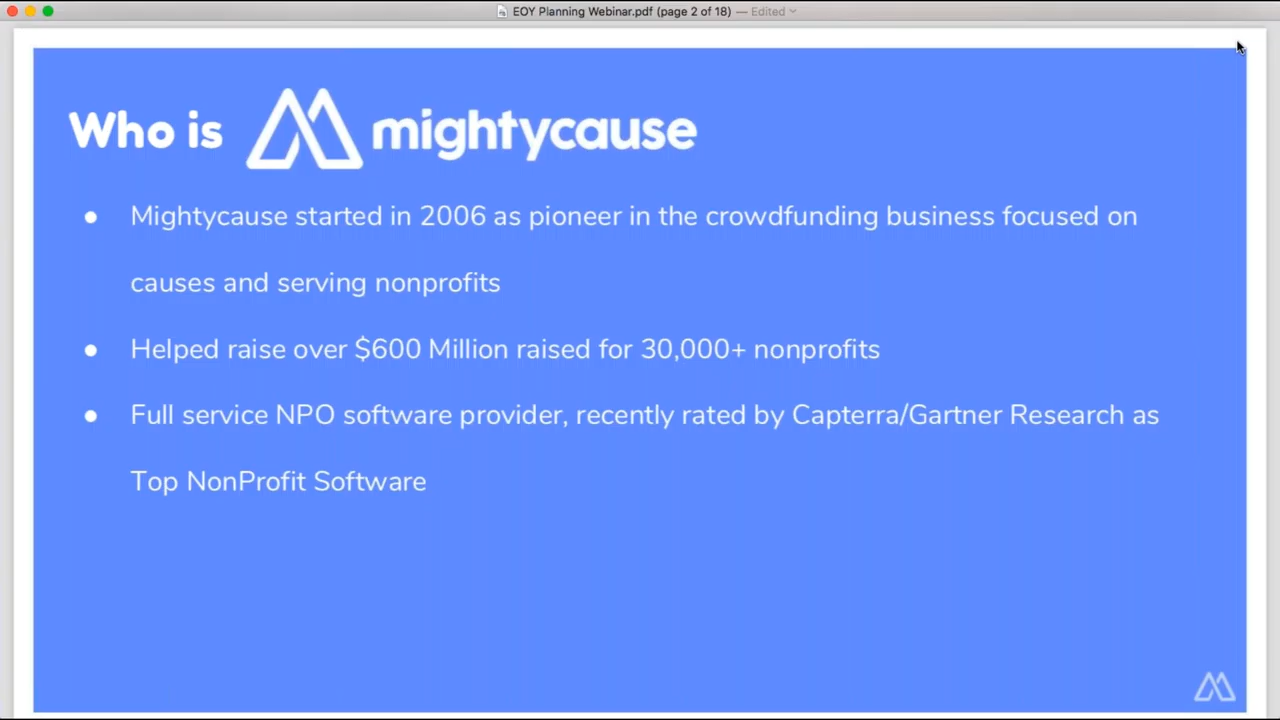 EOY Planning Webinar.pdf (page 2 of 18) — Edited
Who is mightycause
● Mightycause started in 2006 as pioneer in the crowdfunding business focused on
causes and serving nonprofits
● Helped raise over $600 Million raised for 30,000+ nonprofits
● Full service NPO software provider, recently rated by Capterra/Gartner Research as
Top NonProfit Software